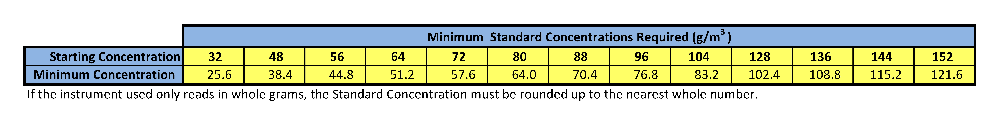 Minimum Standard Concentrations Required (g/m³)
Starting Concentration 32 48 56 64 72 80 88 96 104 128 136 144 152
Minimum Concentration 25.6 38.4 44.8 51.2 57.6 64.0 70.4 76.8 83.2 102.4 108.8 115.2 121.6
If the instrument used only reads in whole grams, the Standard Concentration must be rounded up to the nearest whole number.